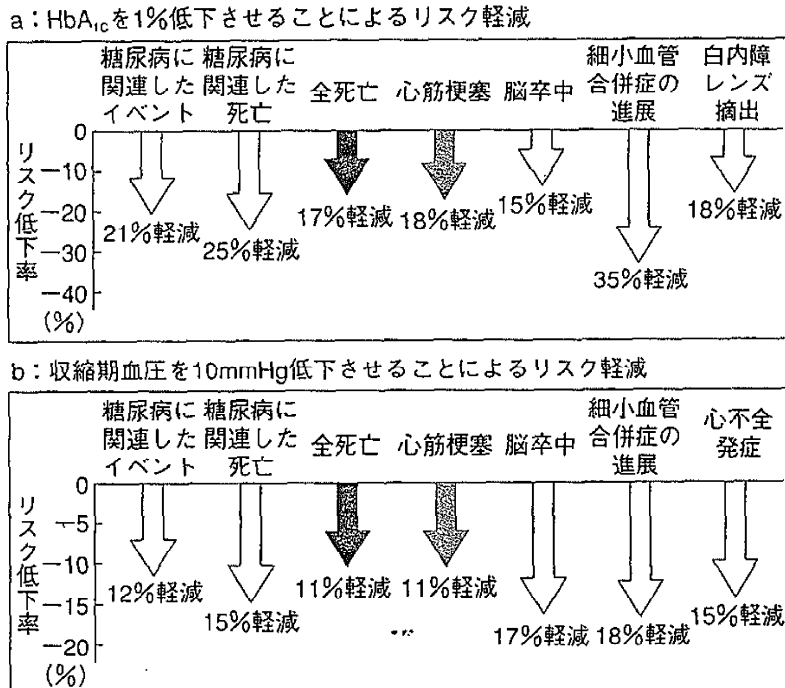 a：HbA₁cを1%低下させることによるリスク軽減
糖尿病に関連したイベント
糖尿病に関連した死亡
全死亡
心筋梗塞
脳卒中
細小血管合併症の進展
白内障レンズ摘出
リスク低下率
(%)
0
−10
−20
−30
−40
21%軽減
25%軽減
17%軽減
18%軽減
15%軽減
35%軽減
18%軽減
b：収縮期血圧を10mmHg低下させることによるリスク軽減
糖尿病に関連したイベント
糖尿病に関連した死亡
全死亡
心筋梗塞
脳卒中
細小血管合併症の進展
心不全発症
リスク低下率
(%)
0
−5
−10
−15
−20
12%軽減
15%軽減
11%軽減
11%軽減
17%軽減
18%軽減
15%軽減